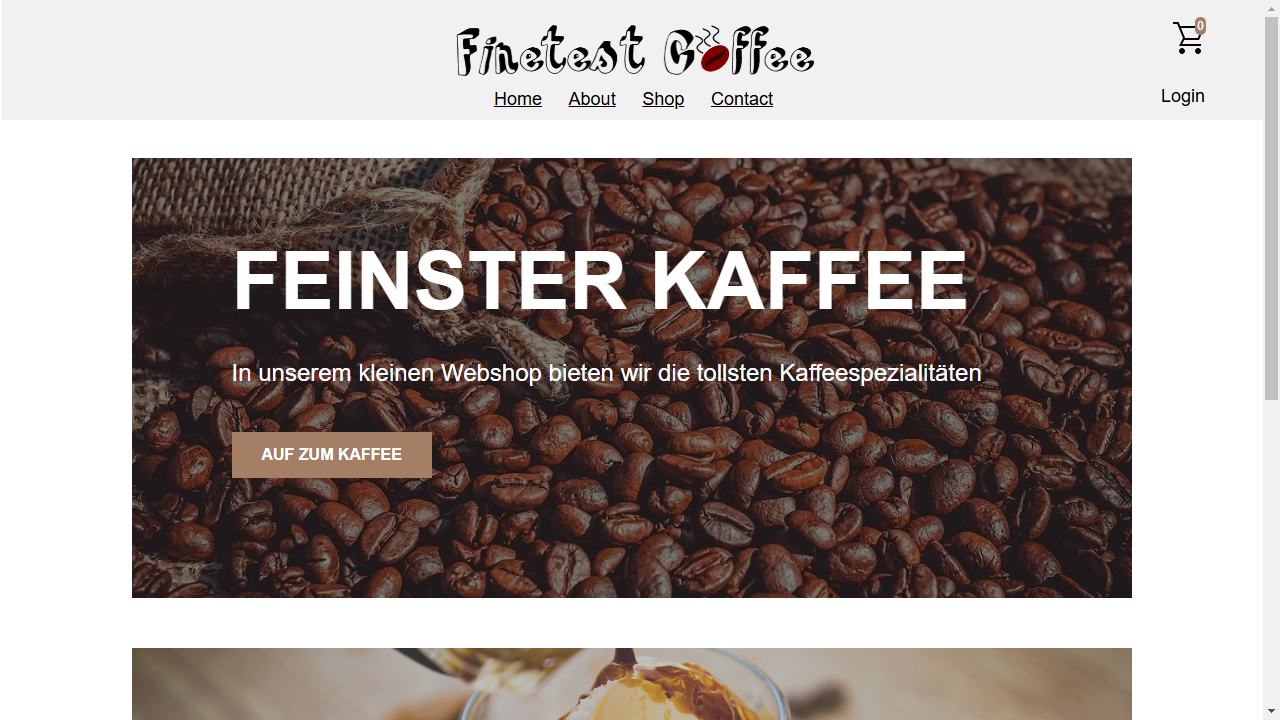 Finetest Coffee
0
Home About Shop Contact
Login
FEINSTER KAFFEE
In unserem kleinen Webshop bieten wir die tollsten Kaffeespezialitäten
AUF ZUM KAFFEE